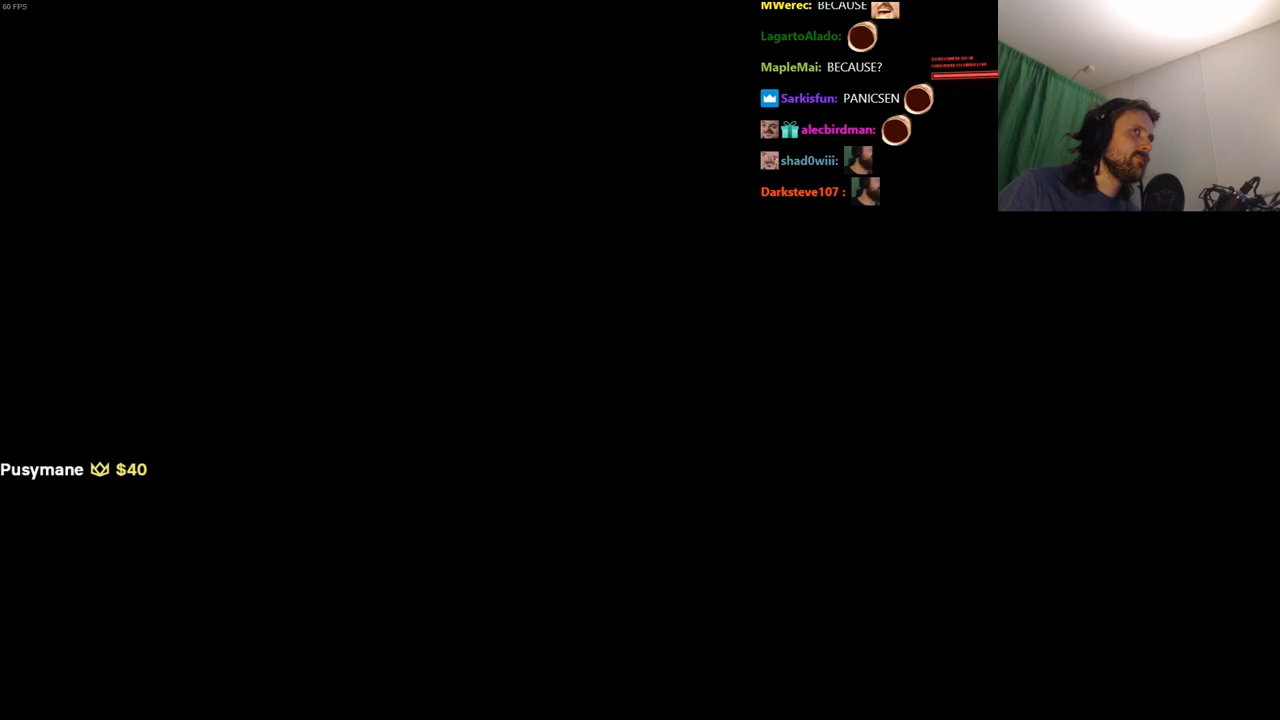 60 FPS
MWerec: BECAUSE
LagartoAlado:
MapleMai: BECAUSE?
Sarkisfun: PANICSEN
alecbirdman:
shad0wiii:
Darksteve107 :
Pusymane $40